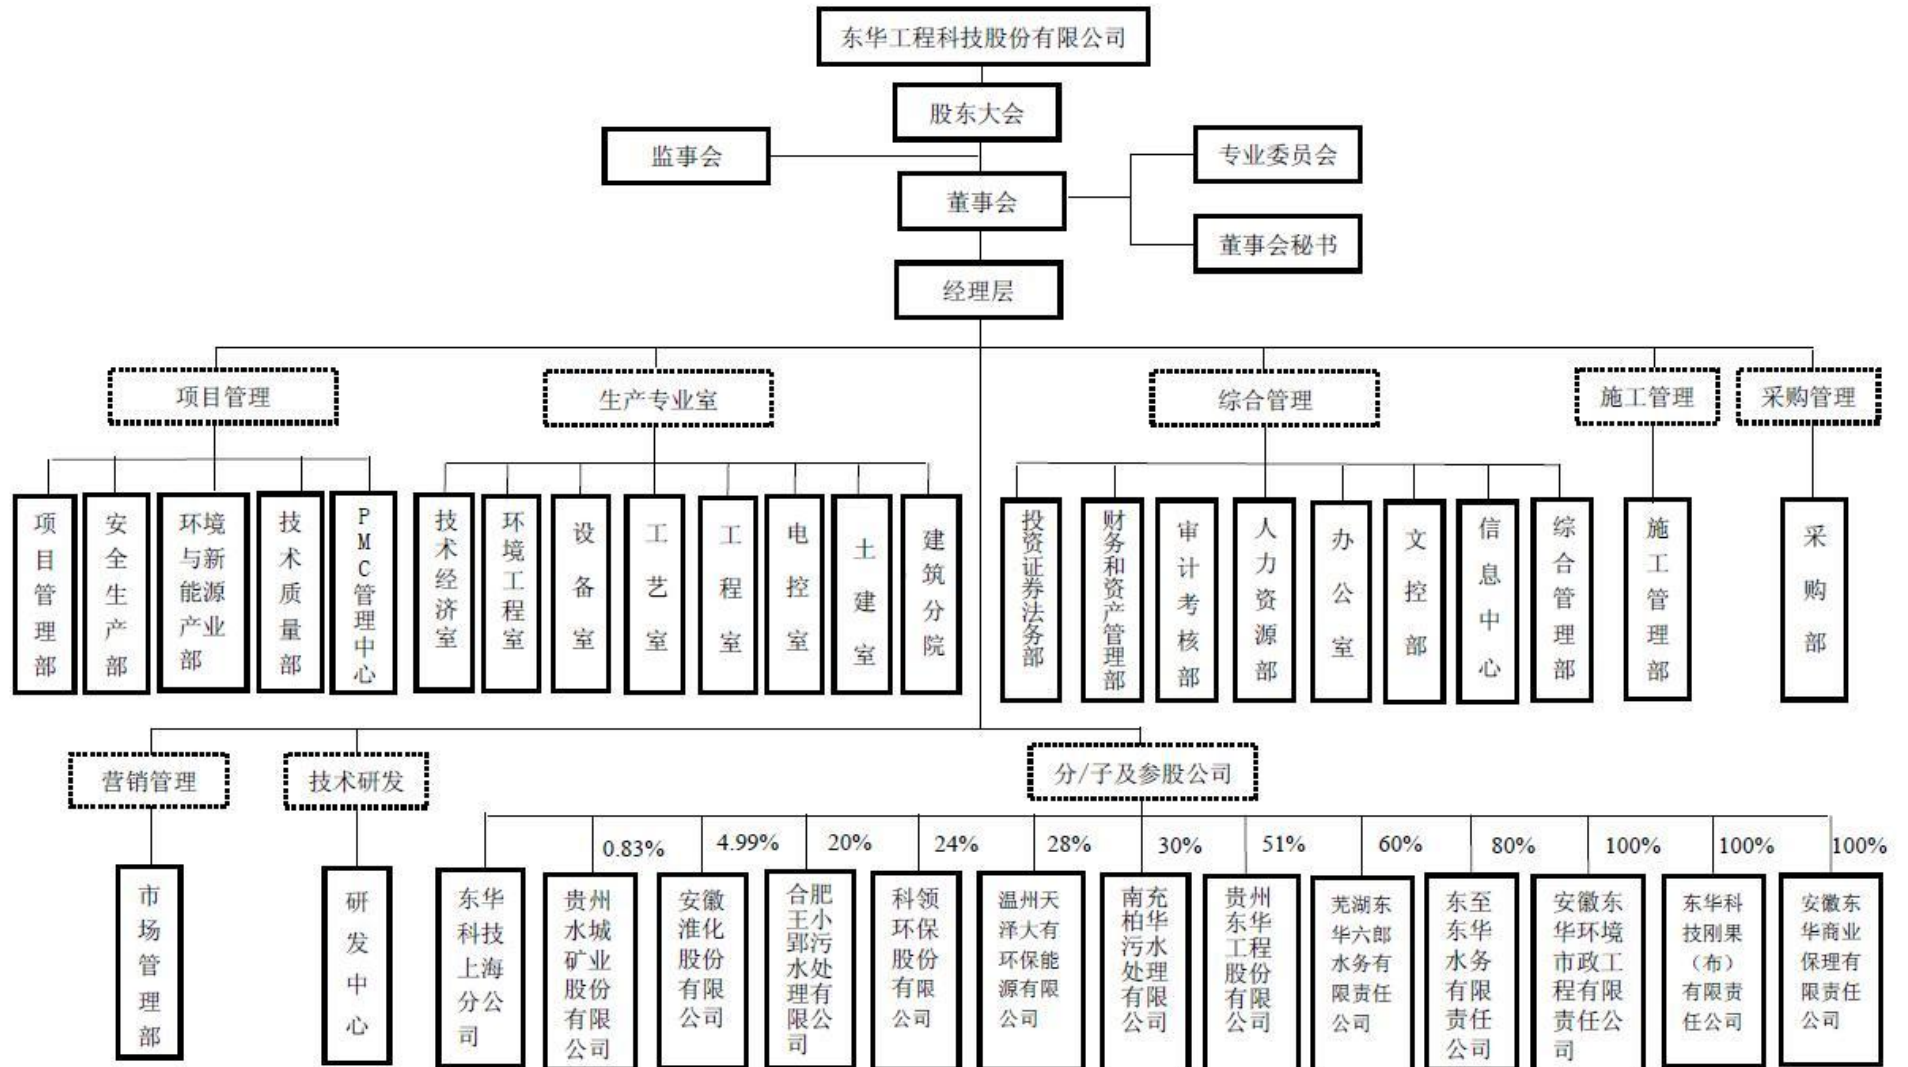 东华工程科技股份有限公司
股东大会
监事会
专业委员会
董事会
董事会秘书
经理层
项目管理
生产专业室
综合管理
施工管理
采购管理
项目管理部
安全生产部
环境
与新
能源
产业
部
技术质量部
PMC管理中心
技术经济室
环境工程室
设备室
工艺室
工程室
电控室
土建室
建筑分院
投资证券法务部
财务和资产管理部
审计考核部
人力资源部
办公室
文控部
信息中心
综合管理部
施工管理部
采购部
营销管理
技术研发
分/子及参股公司
0.83%
4.99%
20%
24%
28%
30%
51%
60%
80%
100%
100%
100%
市场管理部
研发中心
东华
科技
上海
分公
司
贵州
水城
矿业
股份
有限
公司
安徽
淮化
股份
有限
公司
合肥
王小
郢污
水处
理有
限公
司
科领
环保
股份
有限
公司
温州天
泽大有
环保能
源有限
公司
南充
柏华
污水
处理
有限
公司
贵州
东华
工程
股份
有限
公司
芜湖东
华六郎
水务有
限责任
公司
东至
东华
水务
有限
责任
公司
安徽东
华环境
市政工
程有限
责任公
司
东华科
技刚果
（布）
有限责
任公司
安徽东
华商业
保理有
限责任
公司